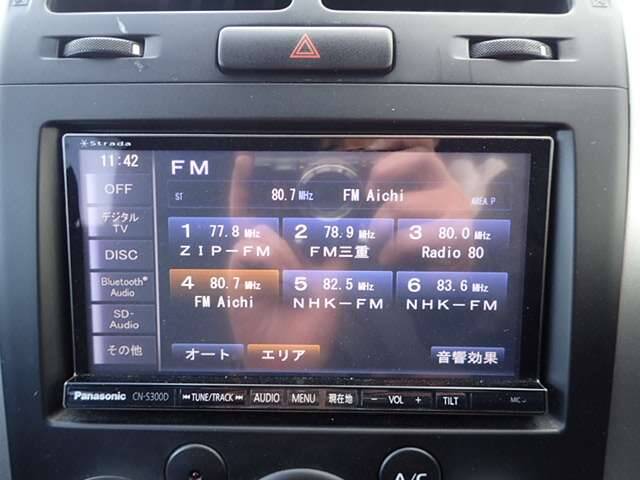 Strada
11:42
FM
OFF
ST 80.7 MHz FM Aichi AREA P
デジタル
TV
1 77.8 MHz
ZIP-FM
2 78.9 MHz
FM三重
3 80.0 MHz
Radio 80
DISC
Bluetooth®
Audio
4 80.7 MHz
FM Aichi
5 82.5 MHz
NHK-FM
6 83.6 MHz
NHK-FM
SD-
Audio
その他
オート
エリア
音響効果
Panasonic CN-S300D TUNE/TRACK AUDIO MENU 現在地 - VOL + TILT MIC
A/C